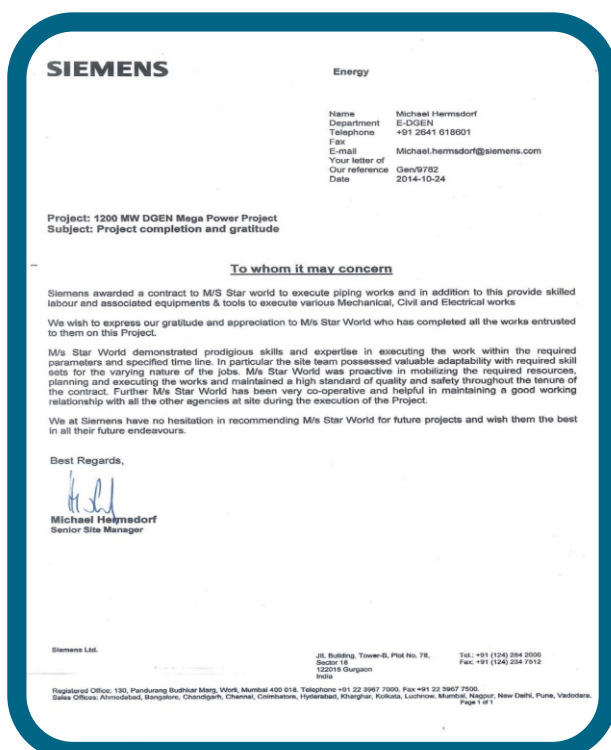 SIEMENS
Energy
Name Michael Hermsdorf
Department E-DGEN
Telephone +91 2641 618601
Fax
E-mail Michael.hermsdorf@siemens.com
Your letter of
Our reference Gen/9782
Date 2014-10-24
Project: 1200 MW DGEN Mega Power Project
Subject: Project completion and gratitude
To whom it may concern
Siemens awarded a contract to M/S Star world to execute piping works and in addition to this provide skilled
labour and associated equipments & tools to execute various Mechanical, Civil and Electrical works
We wish to express our gratitude and appreciation to M/s Star World who has completed all the works entrusted
to them on this Project.
M/s Star World demonstrated prodigious skills and expertise in executing the work within the required
parameters and specified time line. In particular the site team possessed valuable adaptability with required skill
sets for the varying nature of the jobs. M/s Star World was proactive in mobilizing the required resources,
planning and executing the works and maintained a high standard of quality and safety throughout the tenure of
the contract. Further M/s Star World has been very co-operative and helpful in maintaining a good working
relationship with all the other agencies at site during the execution of the Project.
We at Siemens have no hesitation in recommending M/s Star World for future projects and wish them the best
in all their future endeavours.
Best Regards,
Michael Hermsdorf
Senior Site Manager
Siemens Ltd.
JIL Building, Tower-B, Plot No. 78, Tel.: +91 (124) 284 2000
Sector 18 Fax: +91 (124) 234 7512
122015 Gurgaon
India
Registered Office: 130, Pandurang Budhkar Marg, Worli, Mumbai 400 018. Telephone +91 22 3967 7000. Fax +91 22 3967 7500.
Sales Offices: Ahmedabad, Bangalore, Chandigarh, Chennai, Coimbatore, Hyderabad, Kharghar, Kolkata, Lucknow, Mumbai, Nagpur, New Delhi, Pune, Vadodara.
Page 1 of 1